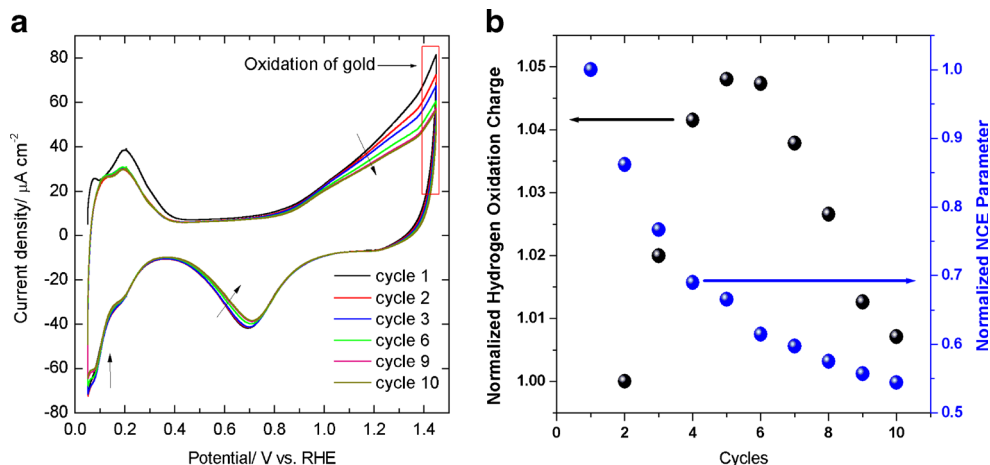 a
80
60
40
20
0
-20
-40
-60
-80
0.0 0.2 0.4 0.6 0.8 1.0 1.2 1.4
Current density/ μA cm⁻²
Potential/ V vs. RHE
Oxidation of gold
cycle 1
cycle 2
cycle 3
cycle 6
cycle 9
cycle 10
b
1.05
1.04
1.03
1.02
1.01
1.00
0 2 4 6 8 10
1.0
0.9
0.8
0.7
0.6
0.5
Normalized Hydrogen Oxidation Charge
Cycles
Normalized NCE Parameter